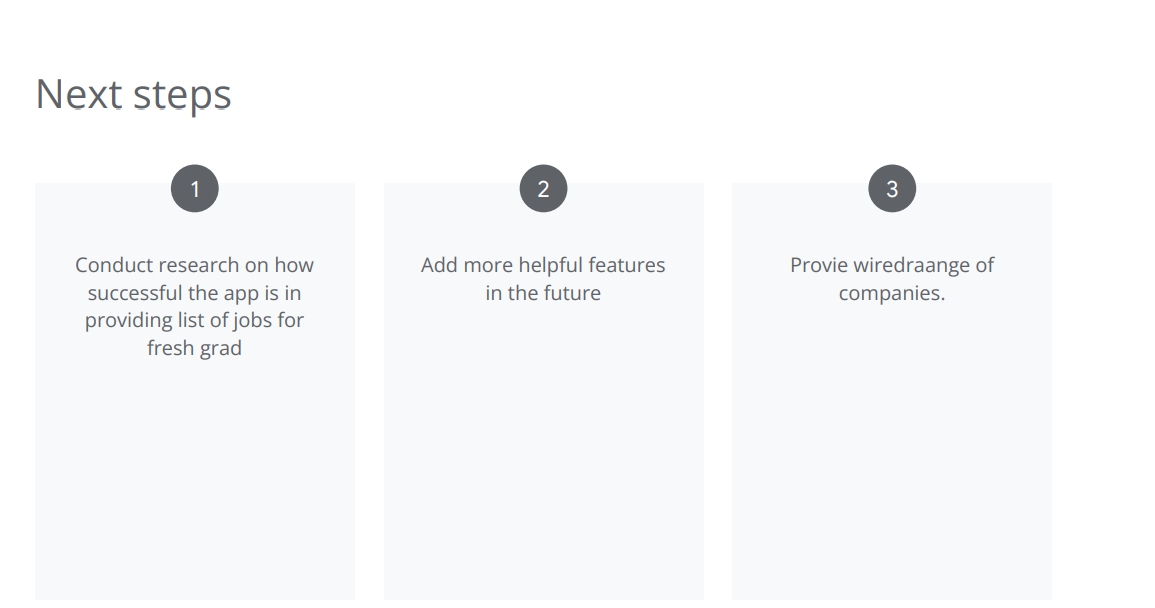 Next steps
1
Conduct research on how
successful the app is in
providing list of jobs for
fresh grad
2
Add more helpful features
in the future
3
Provie wiredraange of
companies.